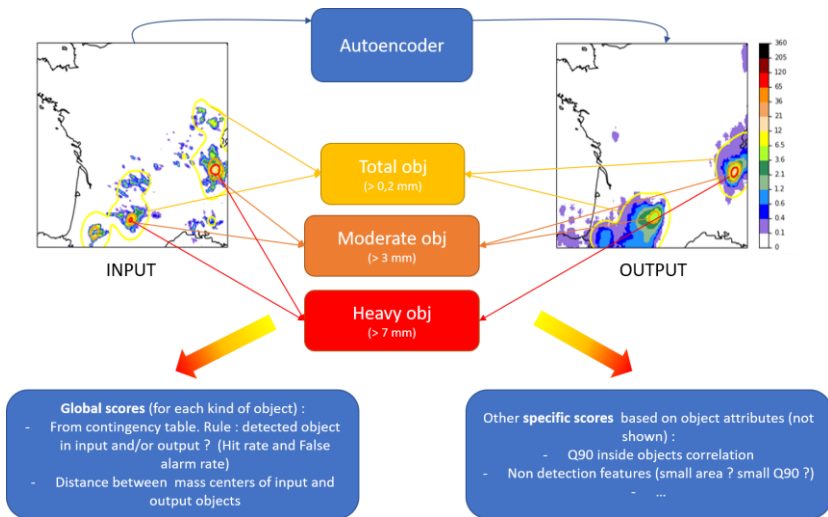 Autoencoder
360
205
120
65
36
26
21
12
6.5
3.6
2.1
1.2
0.6
0.4
0.1
0
Total obj
(> 0,2 mm)
Moderate obj
(> 3 mm)
INPUT
OUTPUT
Heavy obj
(> 7 mm)
Global scores (for each kind of object) :
- From contingency table. Rule : detected object
in input and/or output ? (Hit rate and False
alarm rate)
- Distance between mass centers of input and
output objects
Other specific scores based on object attributes (not
shown) :
- Q90 inside objects correlation
- Non detection features (small area ? small Q90 ?)
- ...